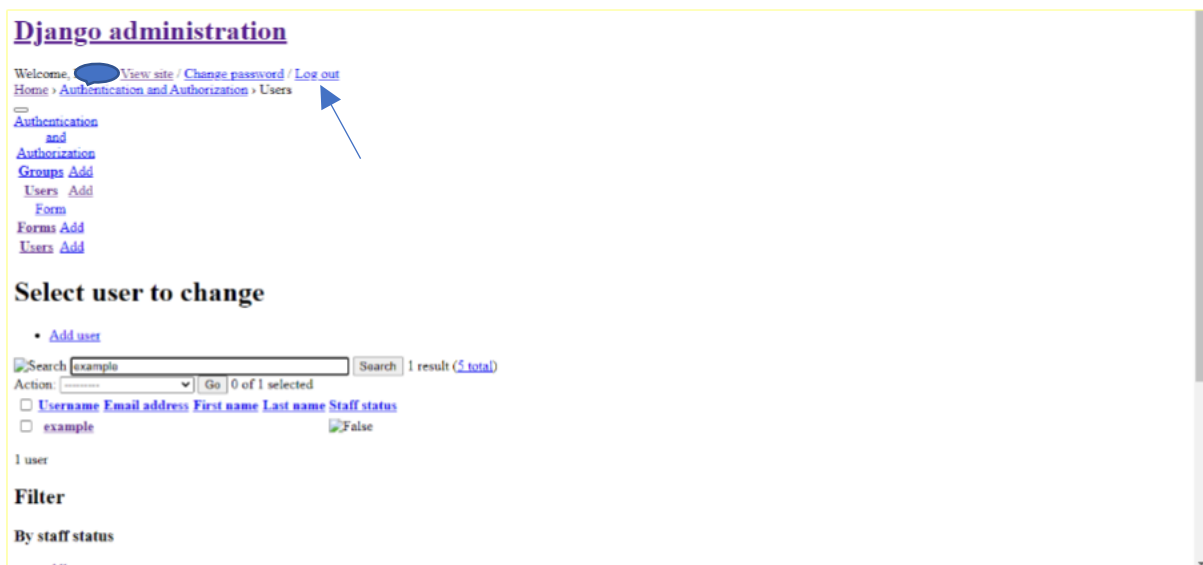 Django administration
Welcome, View site / Change password / Log out
Home › Authentication and Authorization › Users
Authentication
and
Authorization
Groups Add
Users Add
Form
Forms Add
Users Add
Select user to change
• Add user
Search example Search 1 result (5 total)
Action: --------- Go 0 of 1 selected
Username Email address First name Last name Staff status
example False
1 user
Filter
By staff status